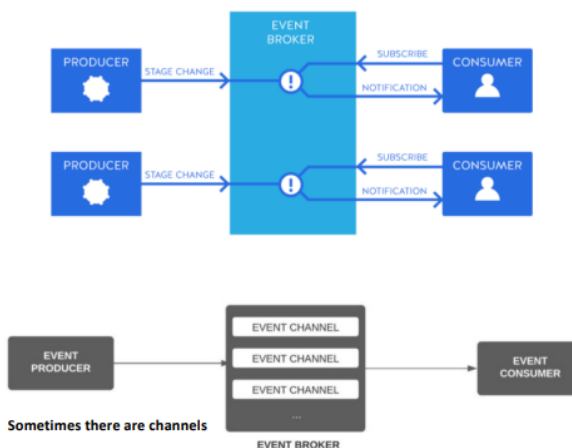 EVENT
BROKER
PRODUCER
STAGE CHANGE
SUBSCRIBE
NOTIFICATION
CONSUMER
PRODUCER
STAGE CHANGE
SUBSCRIBE
NOTIFICATION
CONSUMER
EVENT
PRODUCER
EVENT CHANNEL
EVENT CHANNEL
EVENT CHANNEL
...
EVENT
CONSUMER
Sometimes there are channels
EVENT BROKER